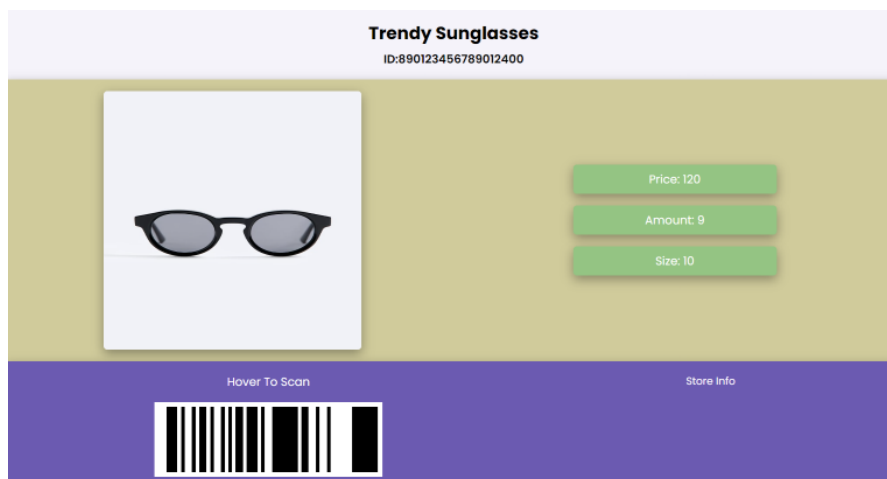 Trendy Sunglasses
ID:890123456789012400
Price: 120
Amount: 9
Size: 10
Hover To Scan
Store Info